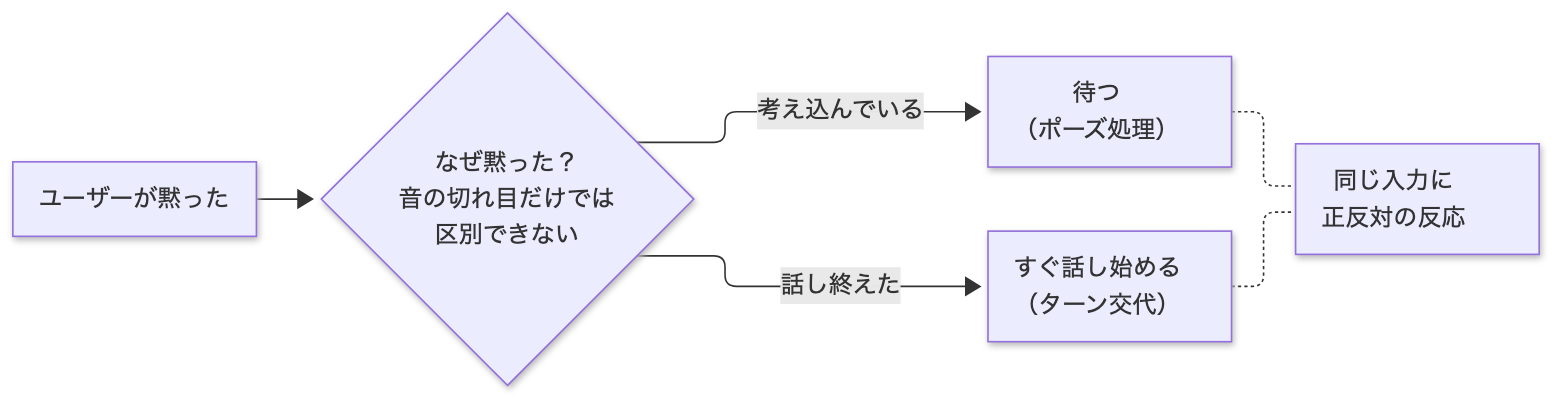 ユーザーが黙った
なぜ黙った？
音の切れ目だけでは
区別できない
考え込んでいる
待つ
（ポーズ処理）
話し終えた
すぐ話し始める
（ターン交代）
同じ入力に
正反対の反応